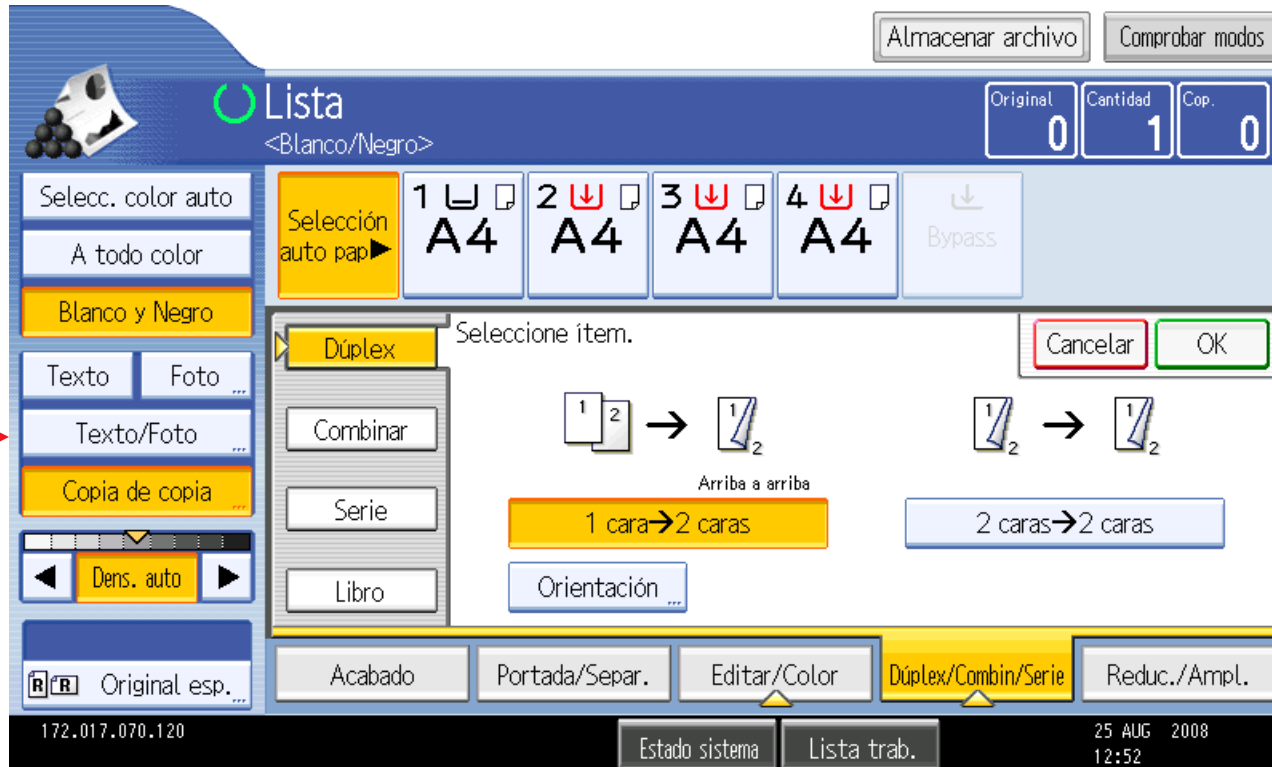 Almacenar archivo
Comprobar modos
Lista
<Blanco/Negro>
Original
0
Cantidad
1
Cop.
0
Selecc. color auto
A todo color
Blanco y Negro
Texto
Foto
Texto/Foto
Copia de copia
Dens. auto
R R Original esp.
Selección
auto pap
1
A4
2
A4
3
A4
4
A4
Bypass
Dúplex
Combinar
Serie
Libro
Seleccione ítem.
Cancelar
OK
1 2 → 1 2
1 2 → 1 2
Arriba a arriba
1 cara→2 caras
2 caras→2 caras
Orientación
Acabado
Portada/Separ.
Editar/Color
Dúplex/Combin/Serie
Reduc./Ampl.
172.017.070.120
Estado sistema
Lista trab.
25 AUG 2008
12:52